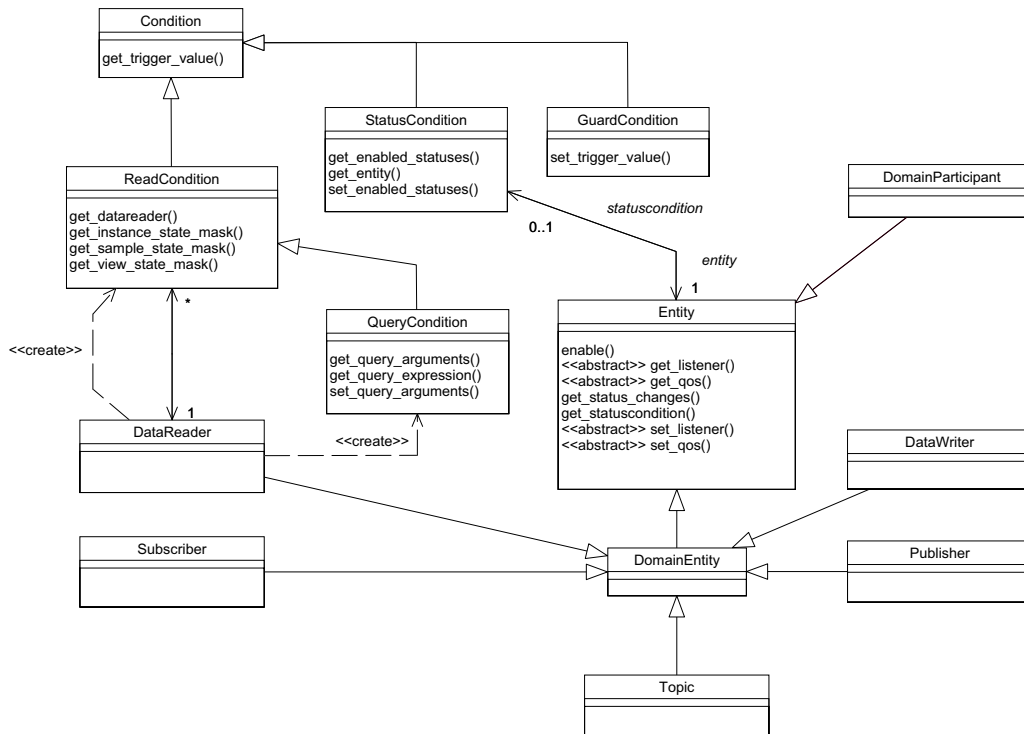 Condition
get_trigger_value()
StatusCondition
get_enabled_statuses()
get_entity()
set_enabled_statuses()
GuardCondition
set_trigger_value()
ReadCondition
get_datareader()
get_instance_state_mask()
get_sample_state_mask()
get_view_state_mask()
DomainParticipant
statuscondition
0..1
entity
1
*
<<create>>
QueryCondition
get_query_arguments()
get_query_expression()
set_query_arguments()
Entity
enable()
<<abstract>> get_listener()
<<abstract>> get_qos()
get_status_changes()
get_statuscondition()
<<abstract>> set_listener()
<<abstract>> set_qos()
1
DataReader
<<create>>
DataWriter
Subscriber
DomainEntity
Publisher
Topic